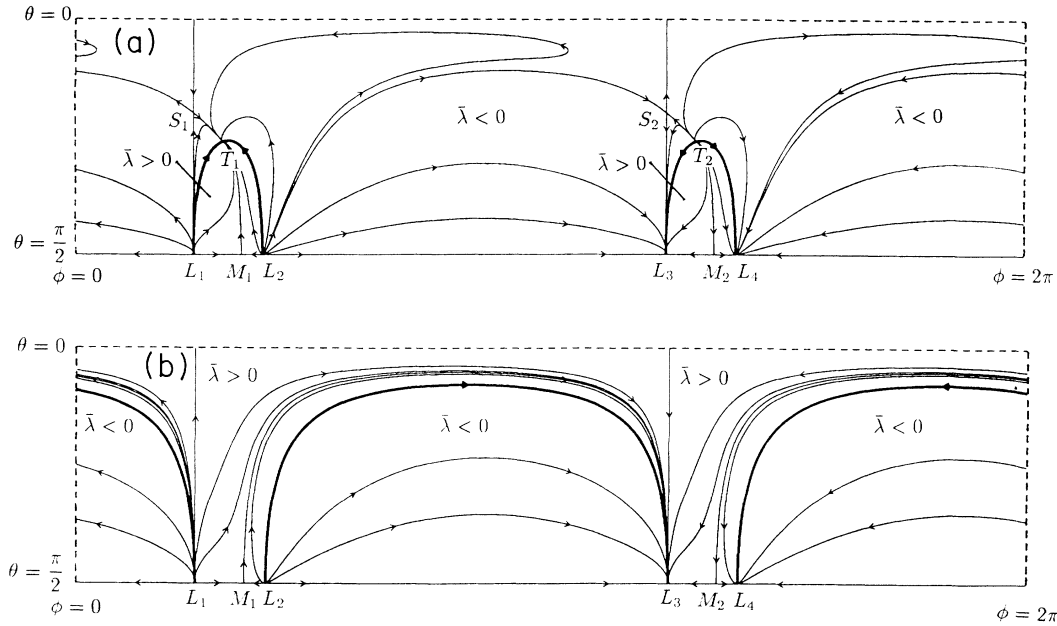 θ = 0
(a)
S₁
λ̄ > 0
T₁
λ̄ < 0
S₂
λ̄ > 0
T₂
λ̄ < 0
θ = π/2
φ = 0
L₁ M₁ L₂ L₃ M₂ L₄
φ = 2π
θ = 0
(b)
λ̄ > 0
λ̄ > 0
λ̄ < 0
λ̄ < 0
λ̄ < 0
θ = π/2
φ = 0
L₁ M₁ L₂ L₃ M₂ L₄
φ = 2π